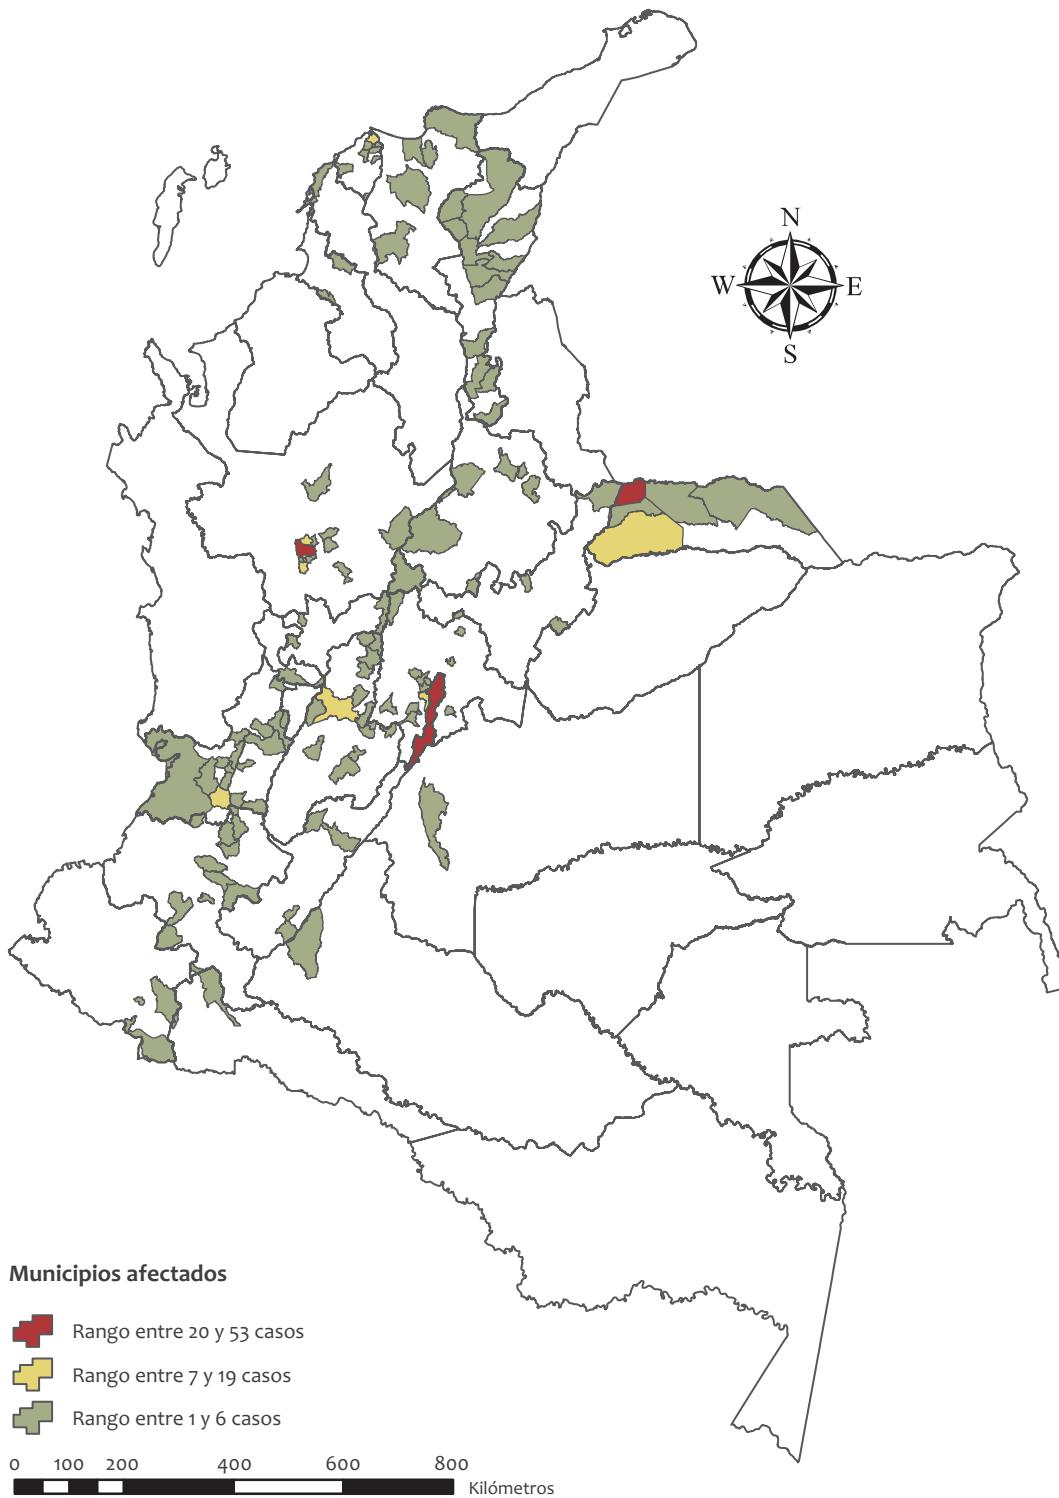 N
W E
S
Municipios afectados
Rango entre 20 y 53 casos
Rango entre 7 y 19 casos
Rango entre 1 y 6 casos
0 100 200 400 600 800
Kilómetros